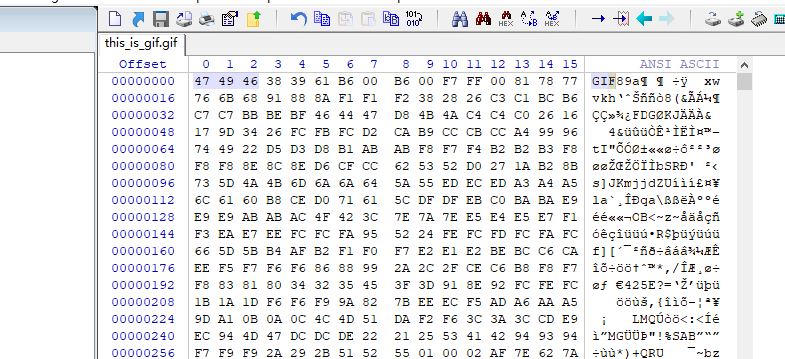 101→
010
HEX
A→B
HEX
this_is_gif.gif
Offset 0 1 2 3 4 5 6 7 8 9 10 11 12 13 14 15 ANSI ASCII
00000000 47 49 46 38 39 61 B6 00 B6 00 F7 FF 00 81 78 77 GIF89a¶ ¶ ÷ÿ xw
00000016 76 6B 68 91 88 8A F1 F1 F2 38 28 26 C3 C1 BC B6 vkh‘ˆŠññò8(&ÃÁ¼¶
00000032 C7 C7 BB BE BF 46 44 47 D8 4B 4A C4 C4 C0 26 16 ÇÇ»¾¿FDGØKJÄÄÀ&
00000048 17 9D 34 26 FC FB FC D2 CA B9 CC CB CC A4 99 96 4&üûüÒÊ¹ÌËÌ¤™–
00000064 74 49 22 D5 D3 D8 B1 AB AB F8 F7 F4 B2 B2 B3 F8 tI"ÕÓØ±««ø÷ô²²³ø
00000080 F8 F8 8E 8C 8E D6 CF CC 62 53 52 D0 27 1A B2 8B øøŽŒŽÖÏÌbSRÐ' ²‹
00000096 73 5D 4A 4B 6D 6A 6A 64 5A 55 ED EC ED A3 A4 A5 s]JKmjjdZUíìí£¤¥
00000112 6C 61 60 B8 CE D0 71 61 5C DF DF EB C0 BA BA E9 la`¸ÎÐqa\ßßëÀººé
00000128 E9 E9 AB AB AC 4F 42 3C 7E 7A 7E E5 E4 E5 E7 F1 éé««¬OB<~z~åäåçñ
00000144 F3 EA E7 EE FC FC FA 95 52 24 FE FC FD FC FA FC óêçîüüú•R$þüýüúü
00000160 66 5D 5B B4 AF B2 F1 F0 F7 E2 E1 E2 BE BC C6 CA f][´¯²ñð÷âáâ¾¼ÆÊ
00000176 EE F5 F7 F6 F6 86 88 99 2A 2C 2F CE C6 B8 F8 F7 îõ÷öö†ˆ™*,/ÎÆ¸ø÷
00000192 F8 83 81 80 34 32 35 45 3F 3D 91 8E 92 FC FE FC øƒ €425E?=‘Ž’üþü
00000208 1B 1A 1D F6 F6 F9 9A 82 7B EE EC F5 AD A6 AA A5 ööùš‚{îìõ-¦ª¥
00000224 9D A1 0B 0A 0C 4C 4D 51 DA F2 F6 3C 3A 3C CD E9 ¡ LMQÚòö<:<Íé
00000240 EC 94 4D 47 DC DC DE 22 21 25 53 41 42 94 93 94 ì”MGÜÜÞ"!%SAB”“”
00000256 F7 F9 F9 2A 29 2B 51 52 55 01 00 02 AF 7E 62 7A ÷ùù*)+QRU ¯~bz